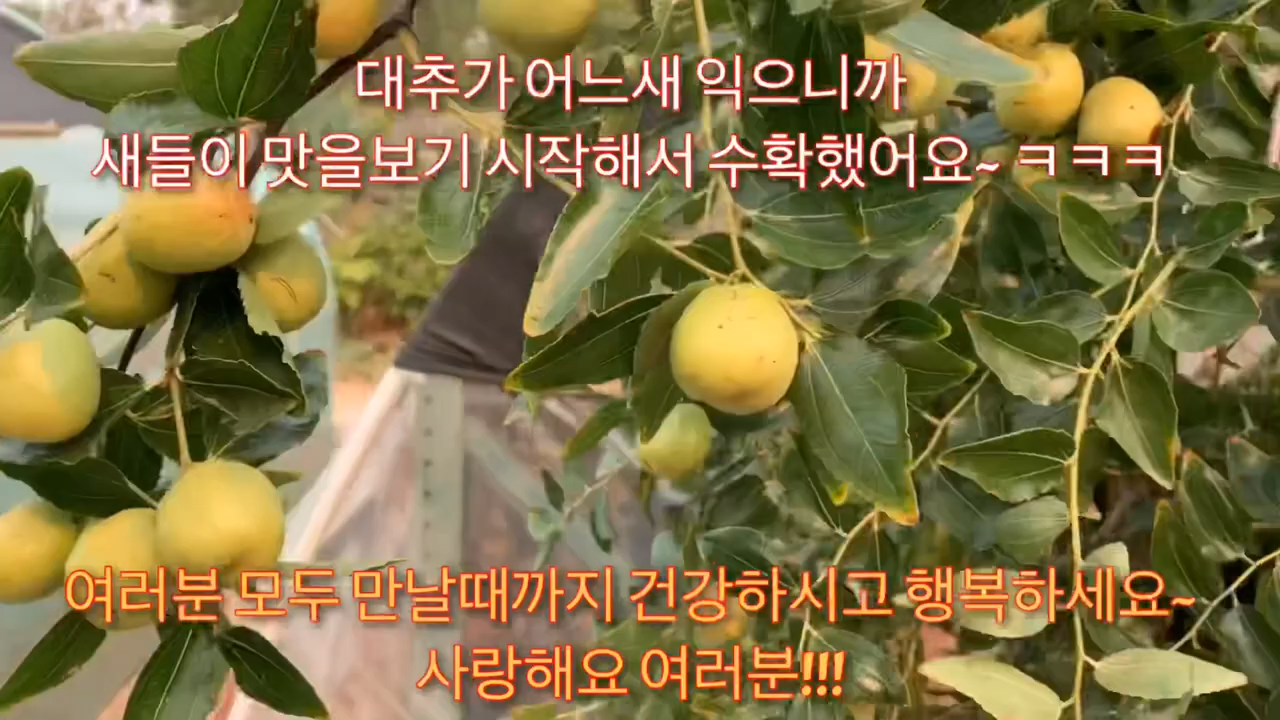 대추가 어느새 익으니까
새들이 맛을보기 시작해서 수확했어요~ ㅋㅋㅋ
여러분 모두 만날때까지 건강하시고 행복하세요~
사랑해요 여러분!!!